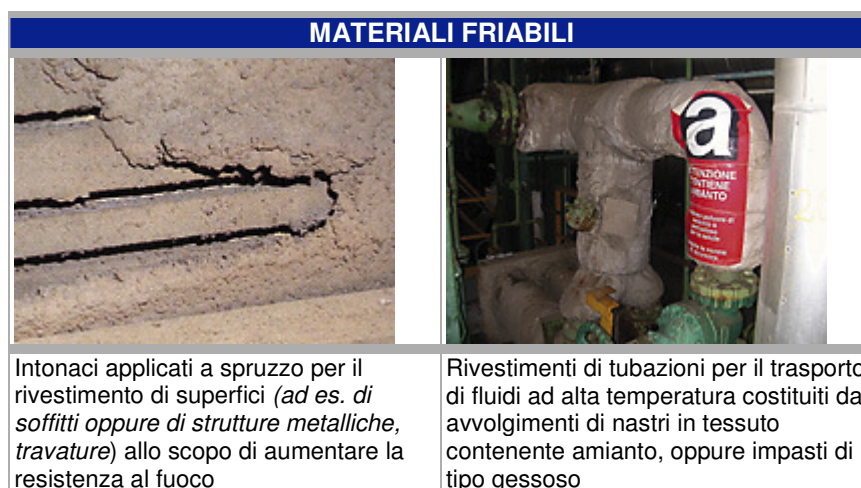 MATERIALI FRIABILI
a
CONTIENE
AMIANTO
Intonaci applicati a spruzzo per il
rivestimento di superfici (ad es. di
soffitti oppure di strutture metalliche,
travature) allo scopo di aumentare la
resistenza al fuoco
Rivestimenti di tubazioni per il trasporto
di fluidi ad alta temperatura costituiti da
avvolgimenti di nastri in tessuto
contenente amianto, oppure impasti di
tipo gessoso